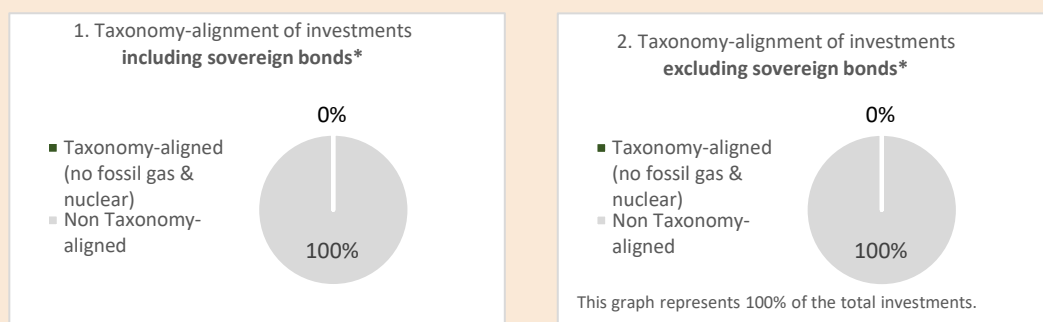 1. Taxonomy-alignment of investments
including sovereign bonds*
0%
Taxonomy-aligned
(no fossil gas &
nuclear)
Non Taxonomy-
aligned
100%
2. Taxonomy-alignment of investments
excluding sovereign bonds*
0%
Taxonomy-aligned
(no fossil gas &
nuclear)
Non Taxonomy-
aligned
100%
This graph represents 100% of the total investments.